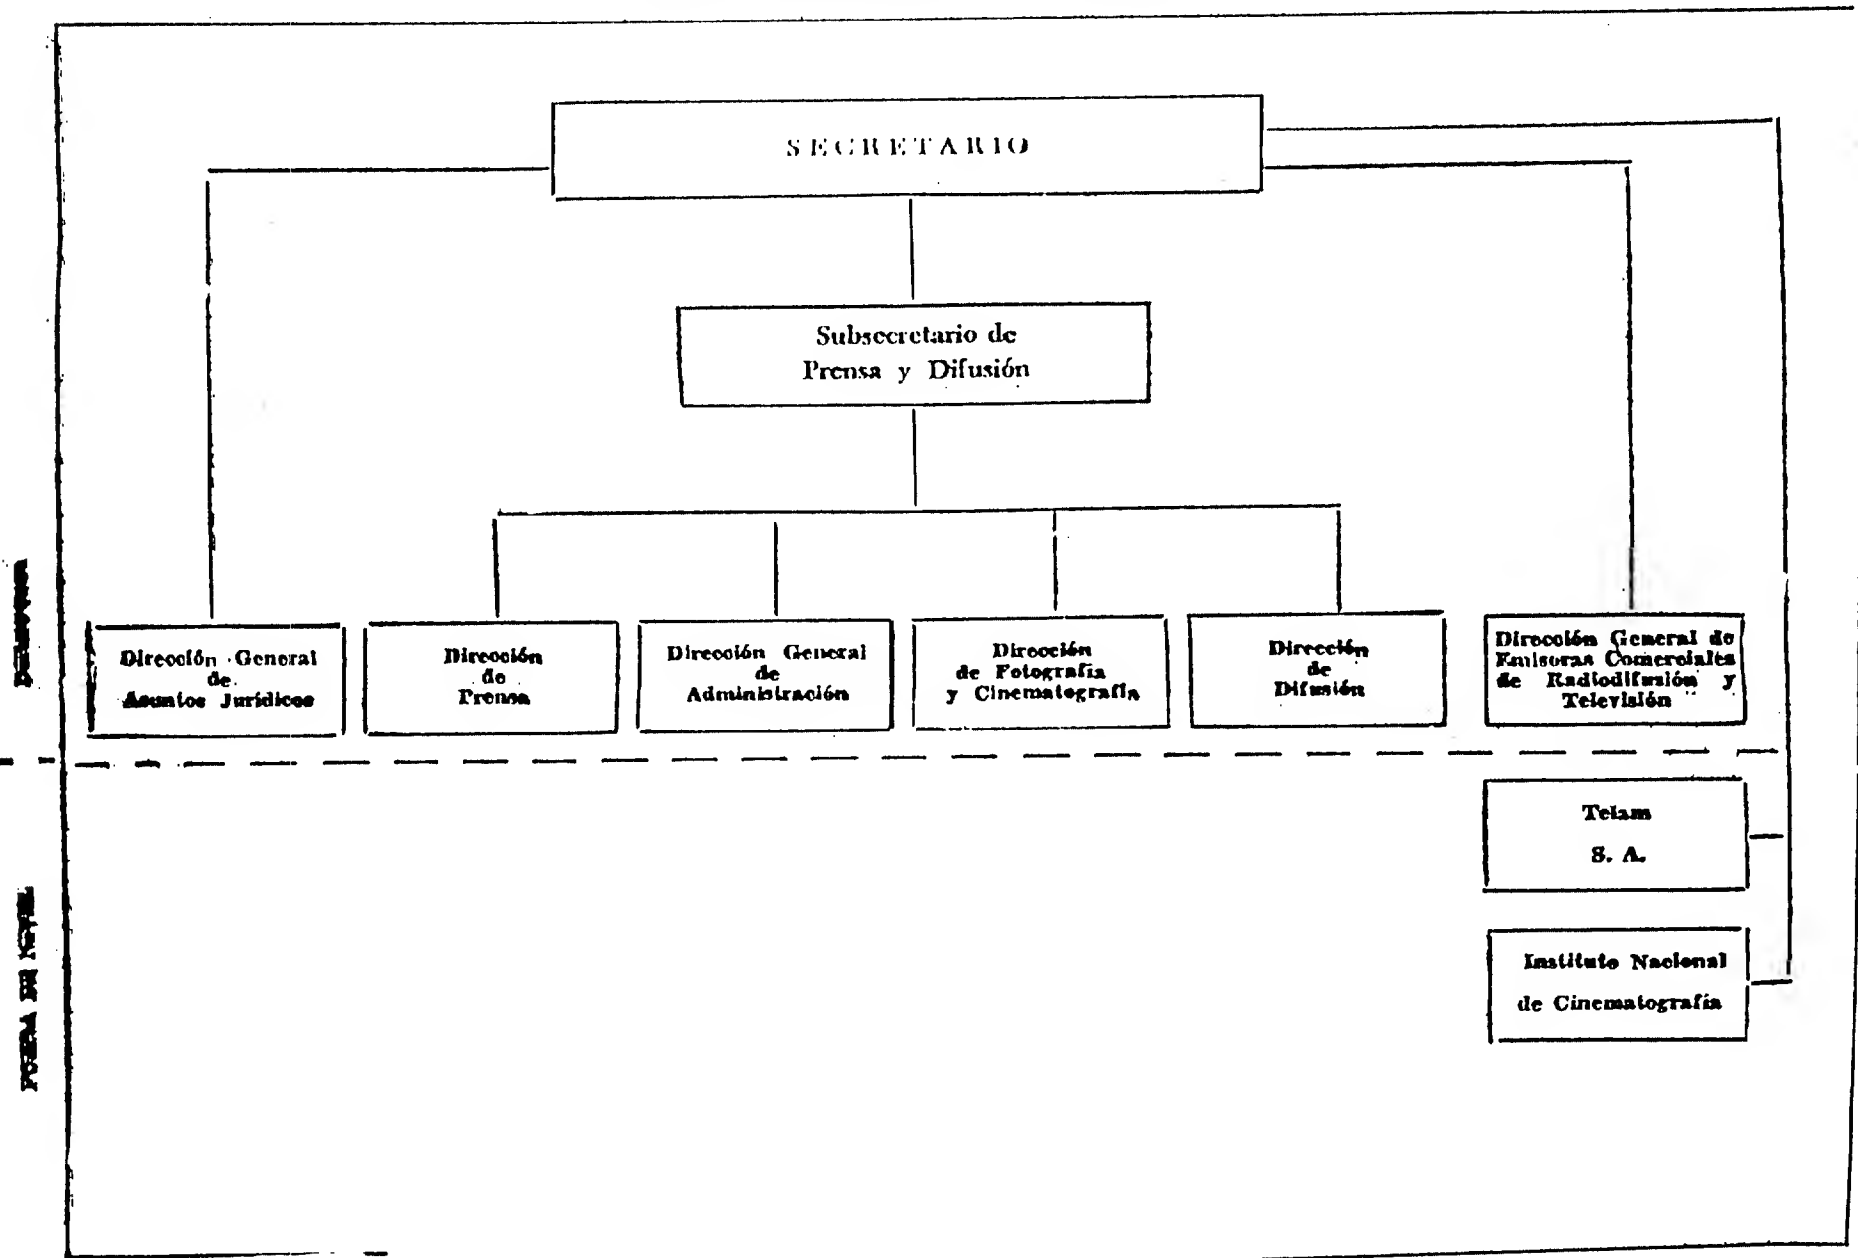 SECRETARIO
Subsecretario de
Prensa y Difusión
Dirección General
de
Asuntos Jurídicos
Dirección
de
Prensa
Dirección General
de
Administración
Dirección
de Fotografía
y Cinematografía
Dirección
de
Difusión
Dirección General de
Emisoras Comerciales
de Radiodifusión y
Televisión
Telam
S. A.
Instituto Nacional
de Cinematografía
FUERA DE NIVEL